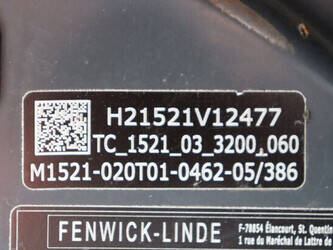 H21521V12477
TC_1521_03_3200_060
M1521-020T01-0462-05/386
FENWICK-LINDE
F-78854 Élancourt, St. Quentin
1 rue du Maréchal de Lattre de